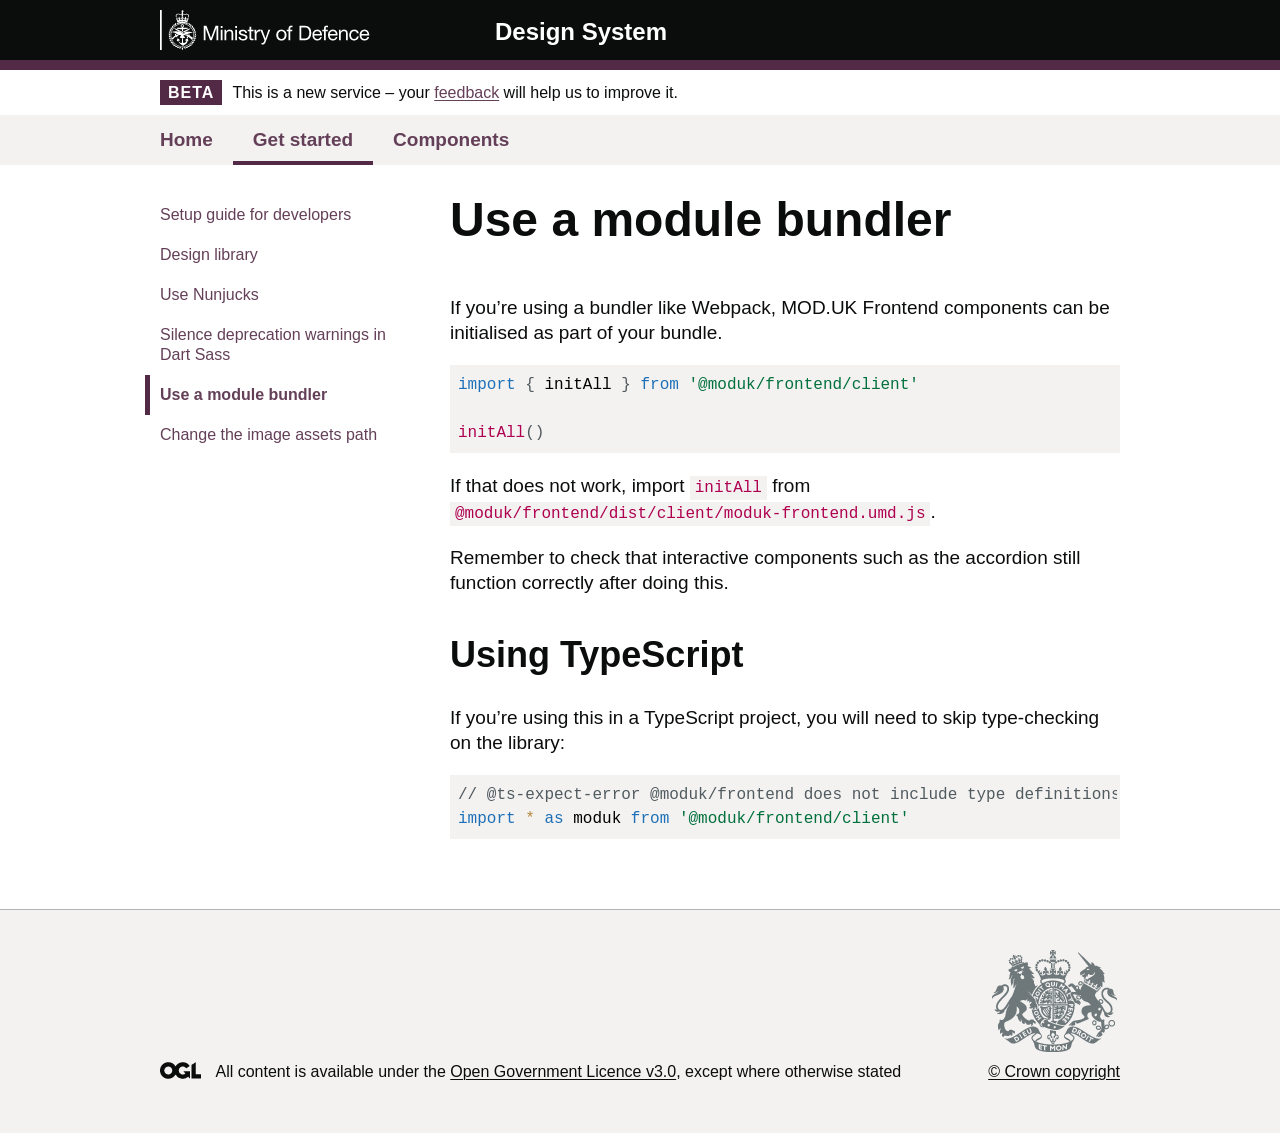 Ministry of Defence
Design System
BETA This is a new service – your feedback will help us to improve it.
Home Get started Components
Setup guide for developers
Design library
Use Nunjucks
Silence deprecation warnings in
Dart Sass
Use a module bundler
Change the image assets path
Use a module bundler
If you’re using a bundler like Webpack, MOD.UK Frontend components can be
initialised as part of your bundle.
import { initAll } from '@moduk/frontend/client'
initAll()
If that does not work, import initAll from
@moduk/frontend/dist/client/moduk-frontend.umd.js.
Remember to check that interactive components such as the accordion still
function correctly after doing this.
Using TypeScript
If you’re using this in a TypeScript project, you will need to skip type-checking
on the library:
// @ts-expect-error @moduk/frontend does not include type definitions
import * as moduk from '@moduk/frontend/client'
DIEU ET MON DROIT
OGL All content is available under the Open Government Licence v3.0, except where otherwise stated
© Crown copyright